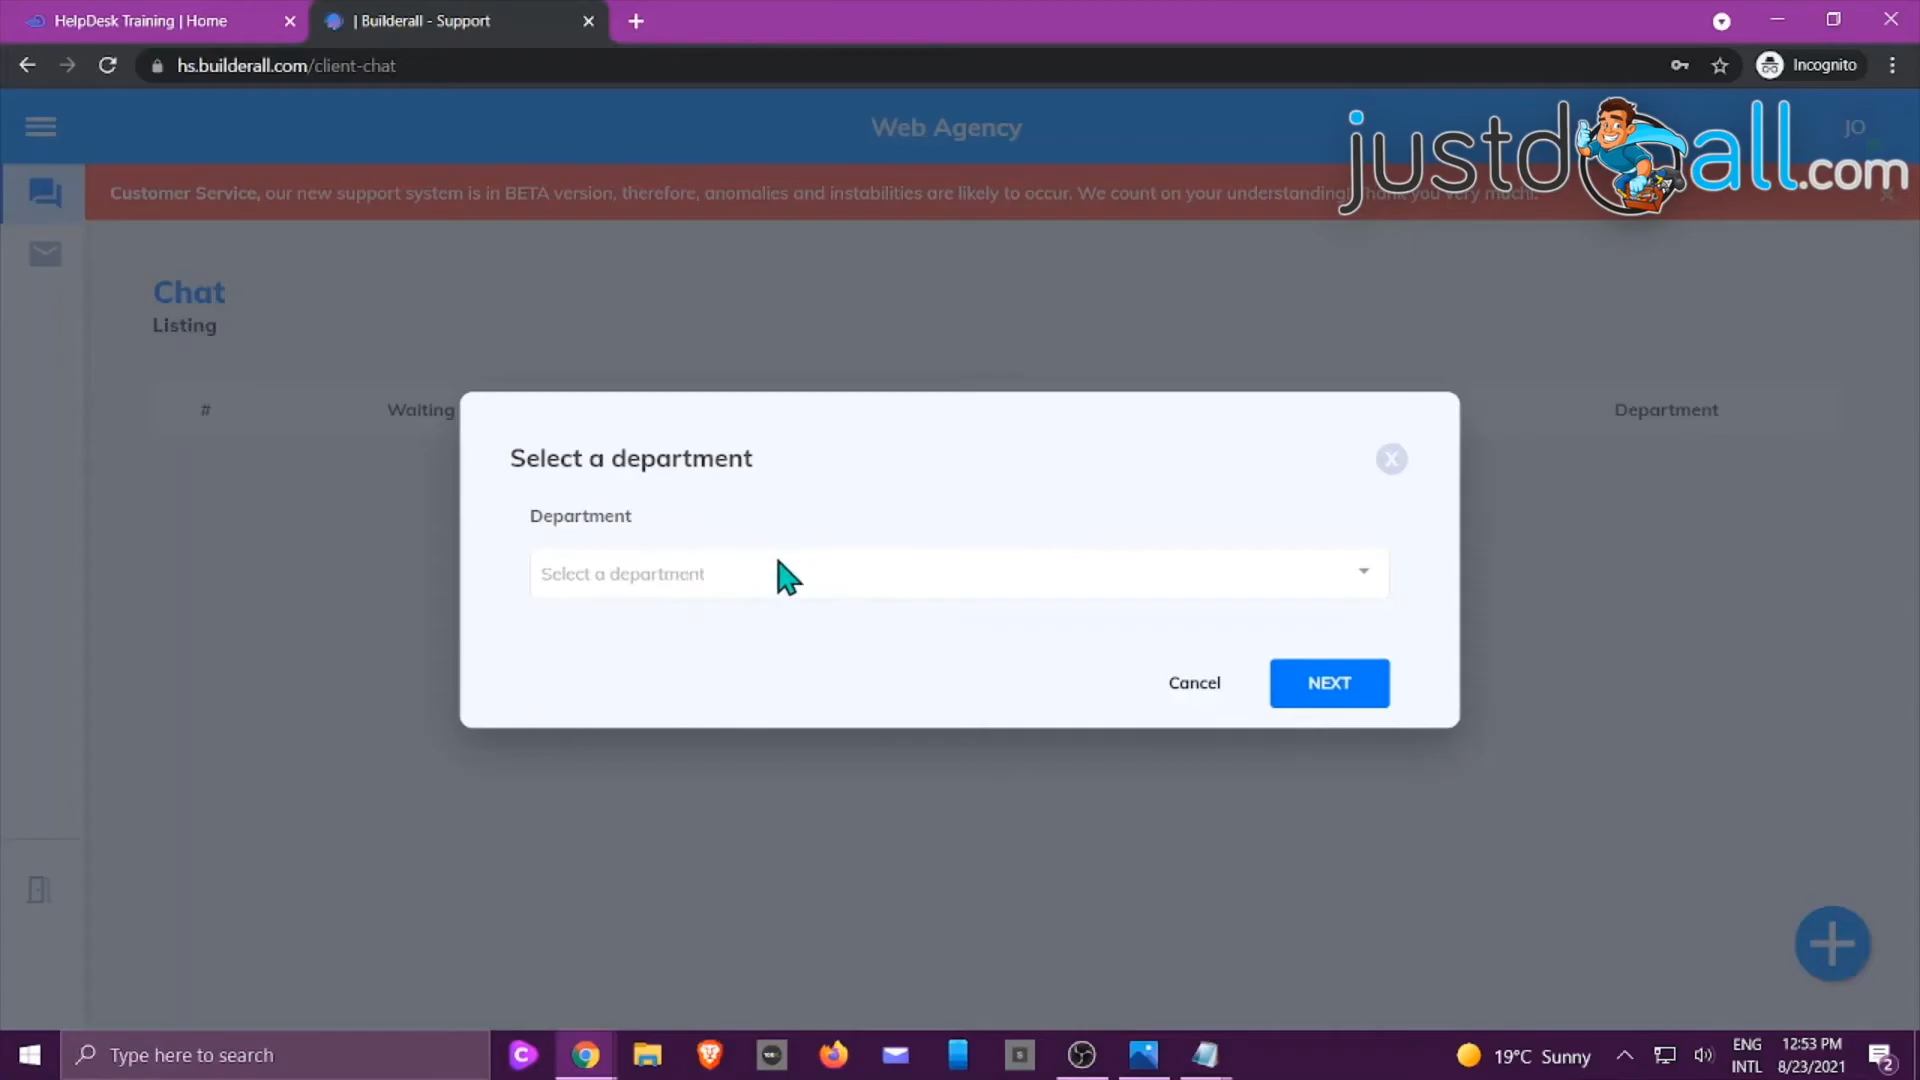 HelpDesk Training | Home
| Builderall - Support
hs.builderall.com/client-chat
Incognito
Web Agency
JO
justdoall.com
Customer Service, our new support system is in BETA version, therefore, anomalies and instabilities are likely to occur. We count on your understanding! Thank you very much!
Chat
Listing
# Waiting Department
Select a department
X
Department
Select a department
Cancel NEXT
Type here to search
19°C Sunny
ENG
INTL
12:53 PM
8/23/2021
2